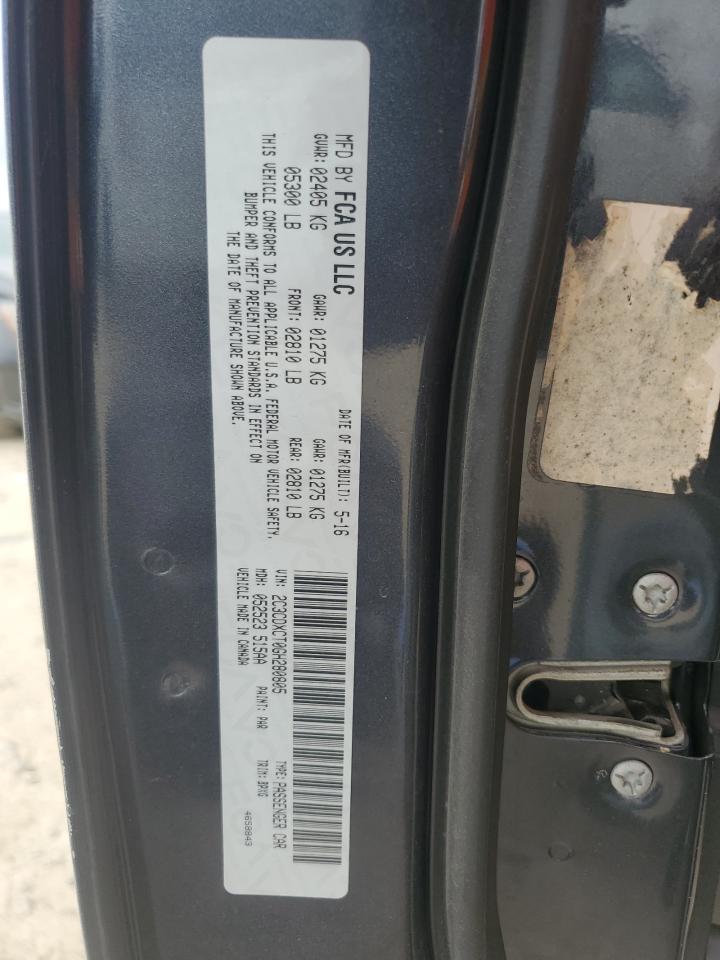 MFD BY FCA US LLC
DATE OF MFR(BUILT): 5-16
GVWR: 02405 KG GAWR: 01275 KG GAWR: 01275 KG
05300 LB FRONT: 02810 LB REAR: 02810 LB
THIS VEHICLE CONFORMS TO ALL APPLICABLE U.S.A. FEDERAL MOTOR VEHICLE SAFETY,
BUMPER AND THEFT PREVENTION STANDARDS IN EFFECT ON
THE DATE OF MANUFACTURE SHOWN ABOVE.
VIN: 2C3CDXCT0GH280805 TYPE: PASSENGER CAR
MDH: 052523 515AA PAINT: PAR TRIM: BPXG
VEHICLE MADE IN CANADA 4658843